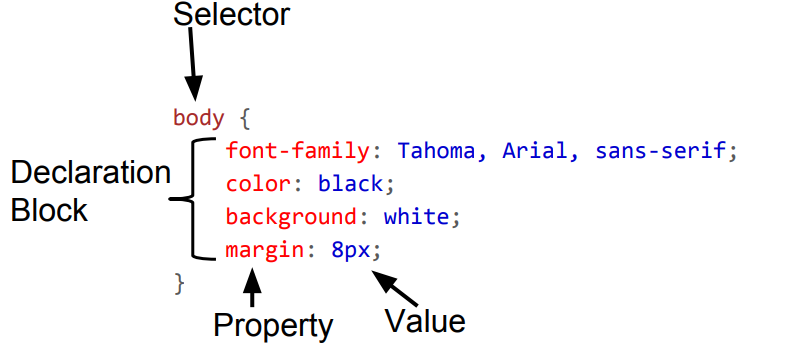 Selector
body {
font-family: Tahoma, Arial, sans-serif;
Declaration
Block
color: black;
background: white;
margin: 8px;
}
Property
Value